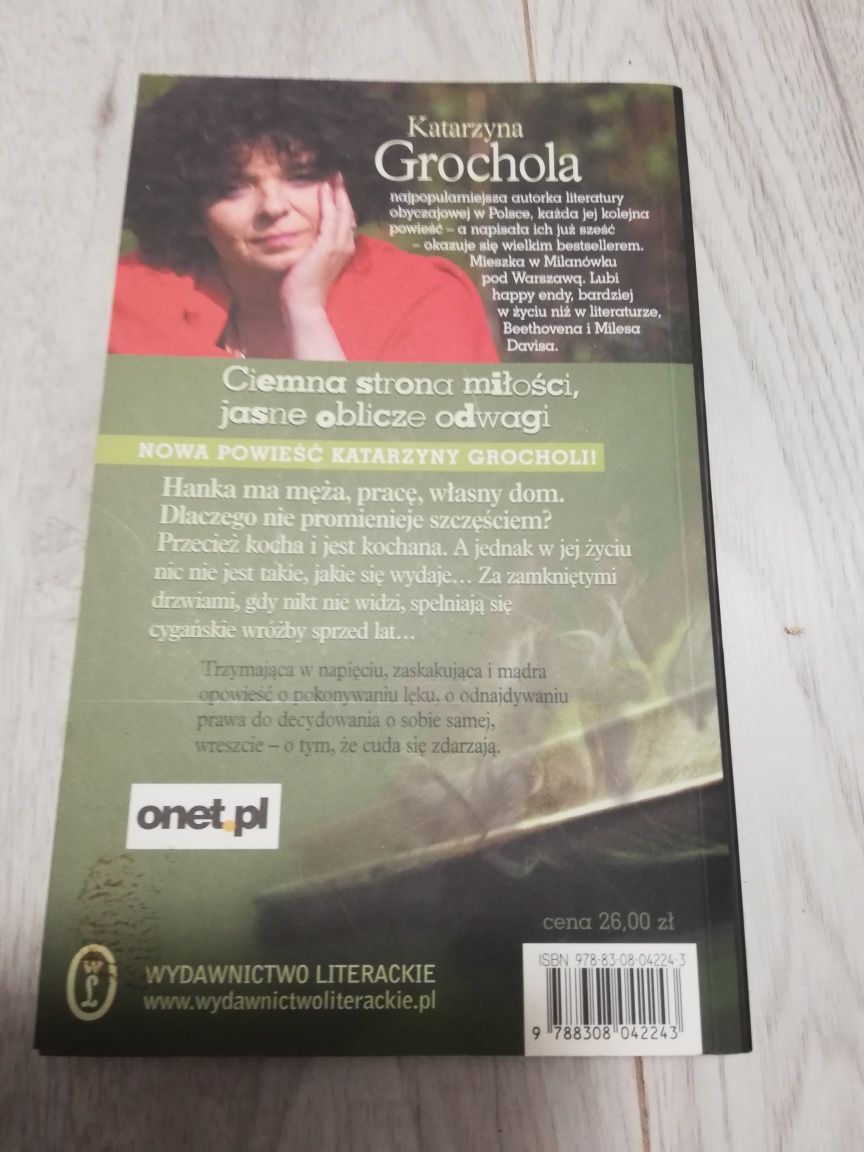 Katarzyna
Grochola
najpopularniejsza autorka literatury
obyczajowej w Polsce, każda jej kolejna
powieść – a napisała ich już sześć
– okazuje się wielkim bestsellerem.
Mieszka w Milanówku
pod Warszawą. Lubi
happy endy, bardziej
w życiu niż w literaturze,
Beethovena i Milesa
Davisa.
Ciemna strona miłości,
jasne oblicze odwagi
NOWA POWIEŚĆ KATARZYNY GROCHOLI!
Hanka ma męża, pracę, własny dom.
Dlaczego nie promienieje szczęściem?
Przecież kocha i jest kochana. A jednak w jej życiu
nic nie jest takie, jakie się wydaje... Za zamkniętymi
drzwiami, gdy nikt nie widzi, spełniają się
cygańskie wróżby sprzed lat...
Trzymająca w napięciu, zaskakująca i mądra
opowieść o pokonywaniu lęku, o odnajdywaniu
prawa do decydowania o sobie samej,
wreszcie – o tym, że cuda się zdarzają.
onet.pl
cena 26,00 zł
WL
WYDAWNICTWO LITERACKIE
www.wydawnictwoliterackie.pl
ISBN 978-83-08-04224-3
9 788308 042243